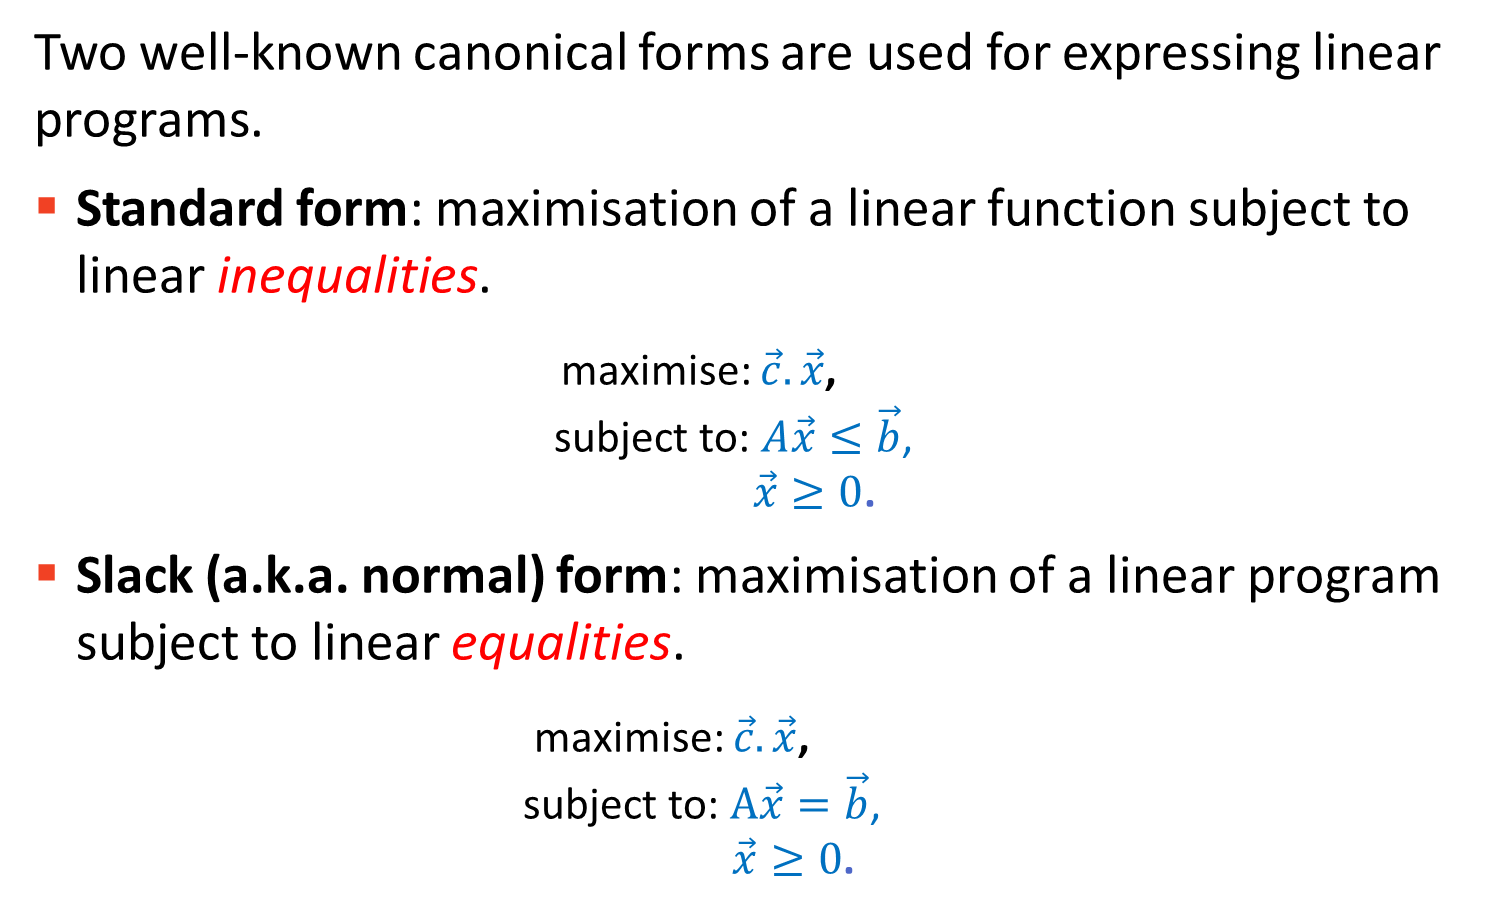 Two well-known canonical forms are used for expressing linear
programs.
▪ Standard form: maximisation of a linear function subject to
linear inequalities.
maximise: c⃗. x⃗,
subject to: Ax⃗ ≤ b⃗,
x⃗ ≥ 0.
▪ Slack (a.k.a. normal) form: maximisation of a linear program
subject to linear equalities.
maximise: c⃗. x⃗,
subject to: Ax⃗ = b⃗,
x⃗ ≥ 0.